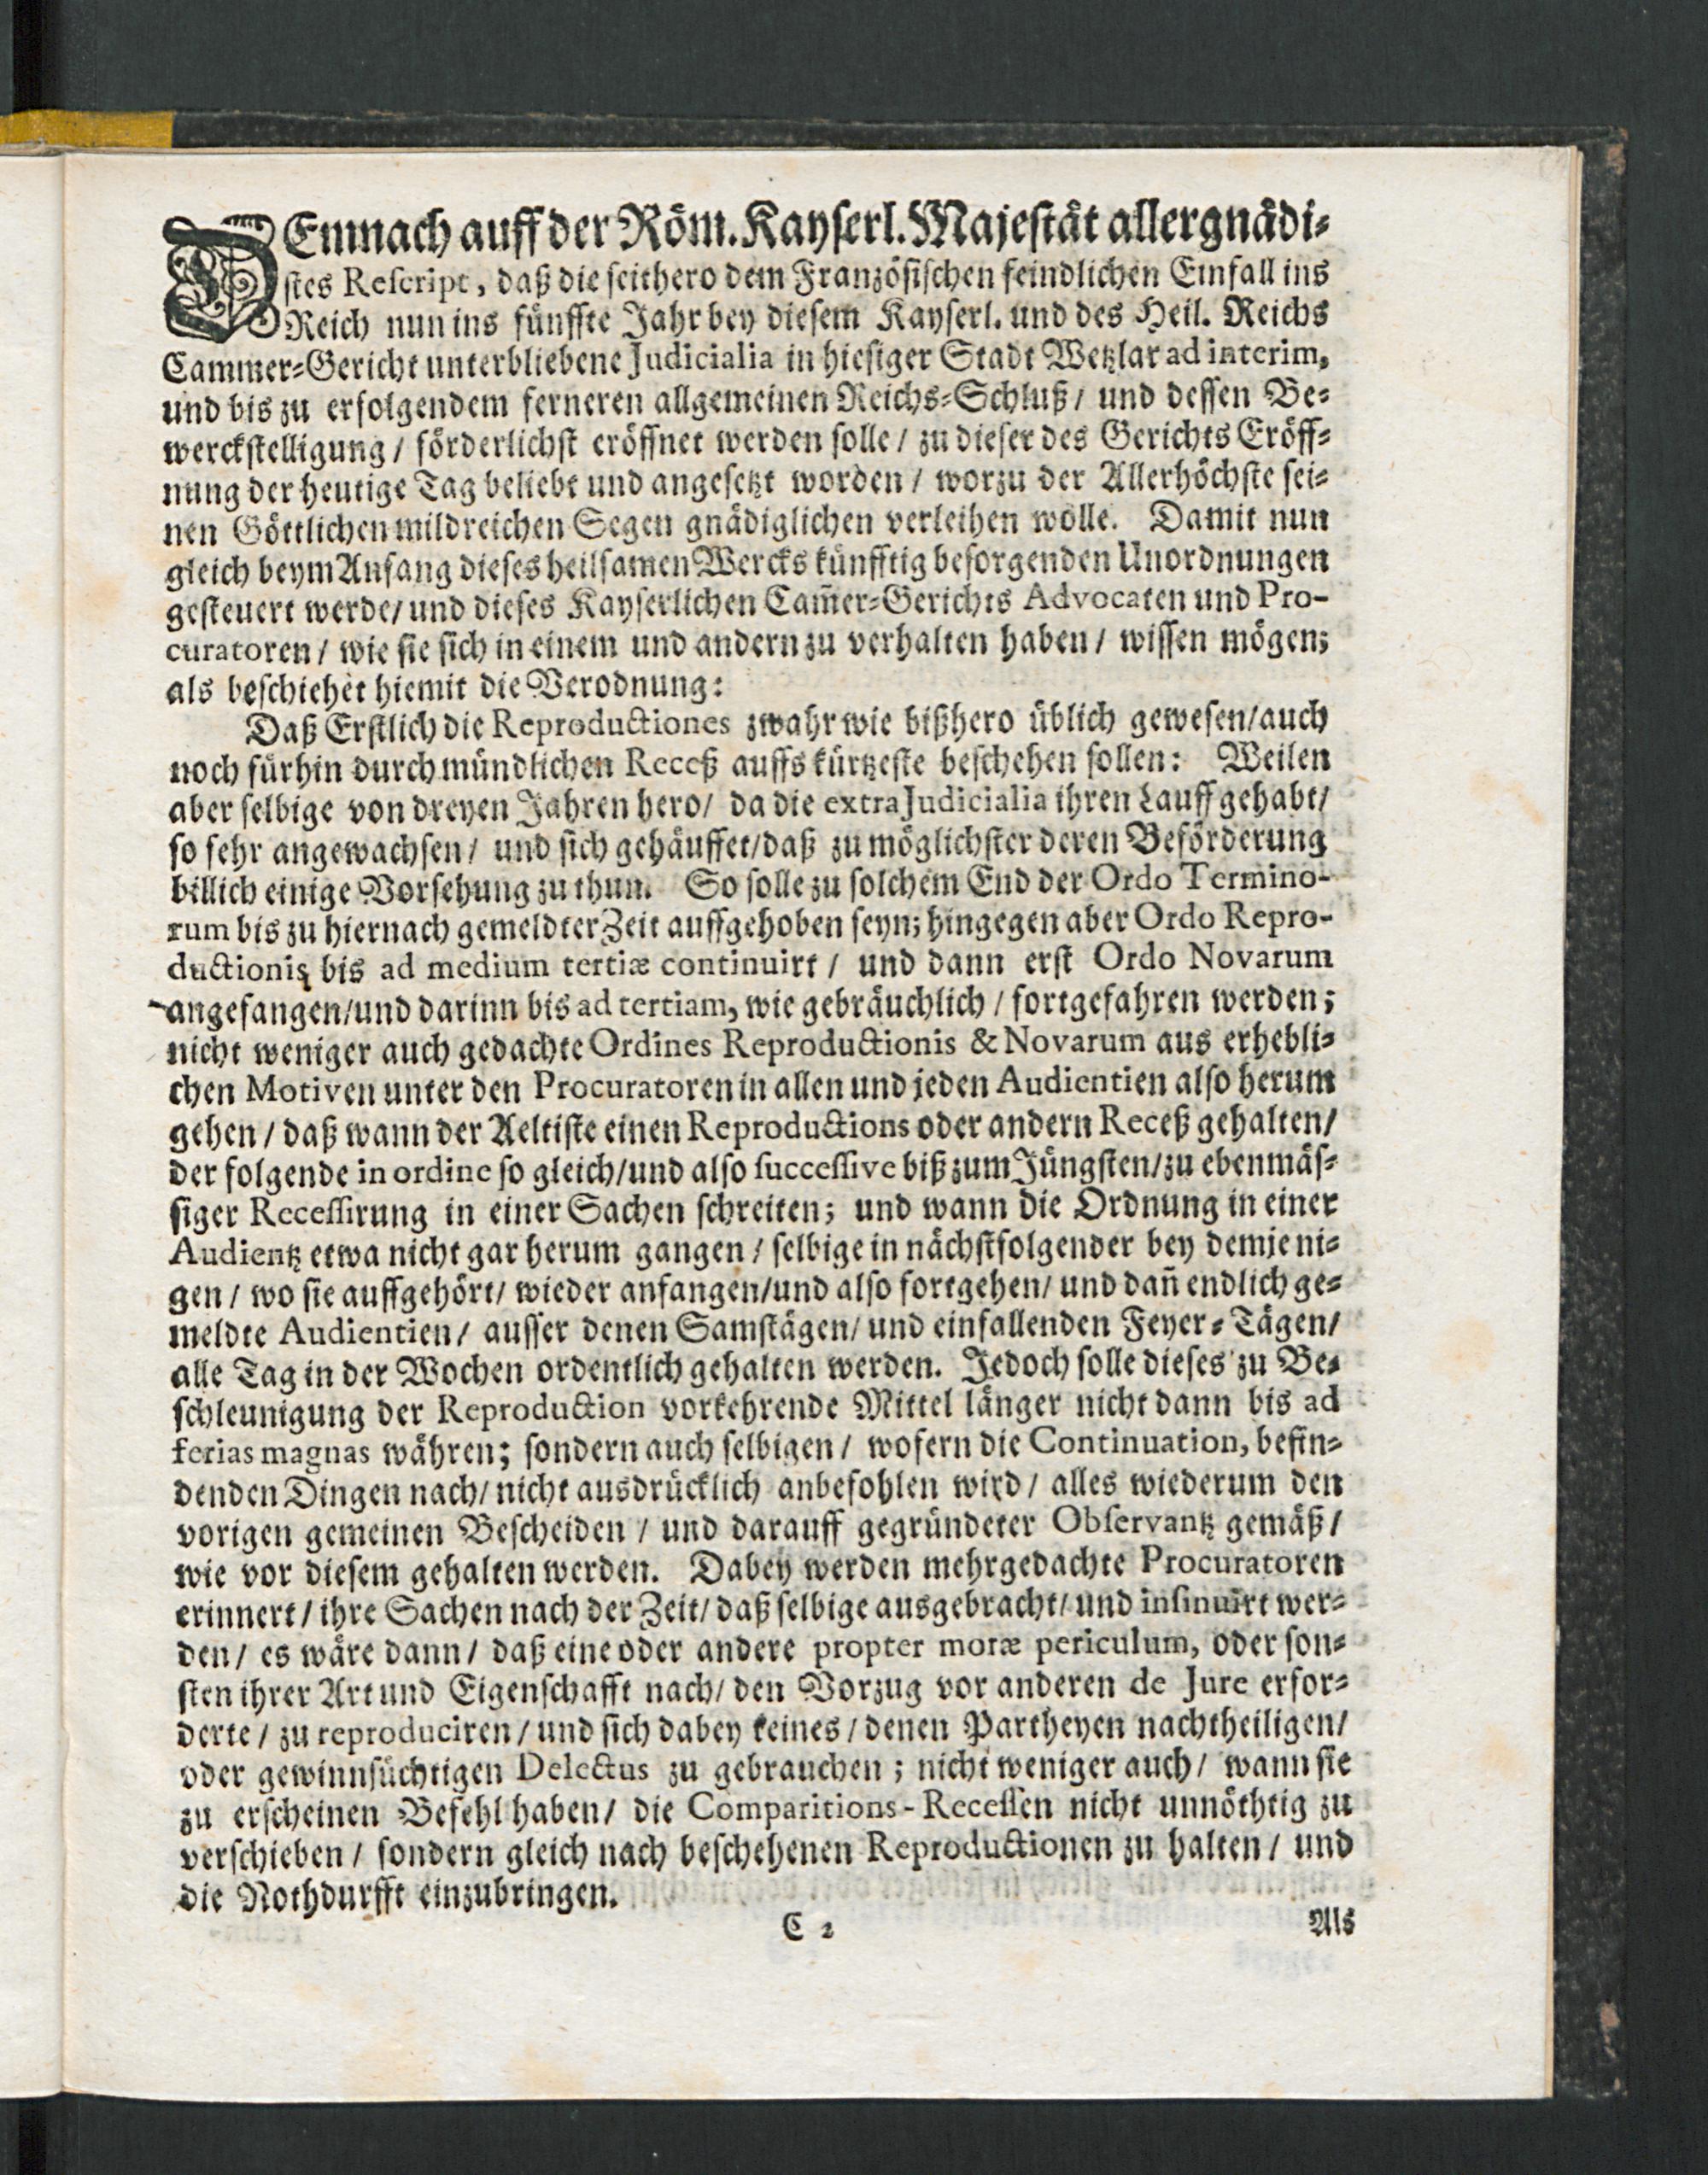 DEmnach auff der Röm. Kayserl. Majestät allergnädi-
stes Rescript, daß die seithero dem Französischen feindlichen Einfall ins
Reich nun ins fünffte Jahr bey diesem Kayserl. und des Heil. Reichs
Cammer-Gericht unterbliebene Judicialia in hiesiger Stadt Wetzlar ad interim,
und bis zu erfolgendem ferneren allgemeinen Reichs-Schluß / und dessen Be-
werckstelligung / förderlichst eröffnet werden solle / zu dieser des Gerichts Eröff-
nung der heutige Tag beliebt und angesetzt worden / worzu der Allerhöchste sei-
nen Göttlichen mildreichen Segen gnädiglichen verleihen wolle. Damit nun
gleich beym Anfang dieses heilsamen Wercks künfftig besorgenden Unordnungen
gesteuert werde / und dieses Kayserlichen Cam̃er-Gerichts Advocaten und Pro-
curatoren / wie sie sich in einem und andern zu verhalten haben / wissen mögen;
als beschiehet hiemit die Verodnung:
Daß Erstlich die Reproductiones zwahr wie bißhero üblich gewesen / auch
noch fürhin durch mündlichen Receß auffs kürtzeste beschehen sollen: Weilen
aber selbige von dreyen Jahren hero / da die extraJudicialia ihren Lauff gehabt /
so sehr angewachsen / und sich gehäuffet / daß zu möglichster deren Beförderung
billich einige Vorsehung zu thun. So solle zu solchem End der Ordo Termino-
rum bis zu hiernach gemeldter Zeit auffgehoben seyn; hingegen aber Ordo Repro-
ductionis bis ad medium tertiæ continuirt / und dann erst Ordo Novarum
angefangen / und darinn bis ad tertiam, wie gebräuchlich / fortgefahren werden;
nicht weniger auch gedachte Ordines Reproductionis & Novarum aus erhebli-
chen Motiven unter den Procuratoren in allen und jeden Audientien also herum
gehen / daß wann der Aeltiste einen Reproductions oder andern Receß gehalten /
der folgende in ordine so gleich / und also successive biß zum Jüngsten / zu ebenmäs-
siger Recessirung in einer Sachen schreiten; und wann die Ordnung in einer
Audientz etwa nicht gar herum gangen / selbige in nächstfolgender bey demjeni-
gen / wo sie auffgehört / wieder anfangen / und also fortgehen / und dañ endlich ge-
meldte Audientien / ausser denen Samstägen / und einfallenden Feyer-Tägen /
alle Tag in der Wochen ordentlich gehalten werden. Jedoch solle dieses zu Be-
schleunigung der Reproduction vorkehrende Mittel länger nicht dann bis ad
ferias magnas währen; sondern auch selbigen / wofern die Continuation, befin-
denden Dingen nach / nicht ausdrücklich anbefohlen wird / alles wiederum den
vorigen gemeinen Bescheiden / und darauff gegründeter Observantz gemäß /
wie vor diesem gehalten werden. Dabey werden mehrgedachte Procuratoren
erinnert / ihre Sachen nach der Zeit / daß selbige ausgebracht / und insinuirt wer-
den / es wäre dann / daß eine oder andere propter moræ periculum, oder son-
sten ihrer Art und Eigenschafft nach / den Vorzug vor anderen de Jure erfor-
derte / zu reproduciren / und sich dabey keines / denen Partheyen nachtheiligen /
oder gewinnsüchtigen Delectus zu gebrauchen; nicht weniger auch / wann sie
zu erscheinen Befehl haben / die Comparitions-Recessen nicht unnöthtig zu
verschieben / sondern gleich nach beschehenen Reproductionen zu halten / und
die Nothdurfft einzubringen.
C 2 Als